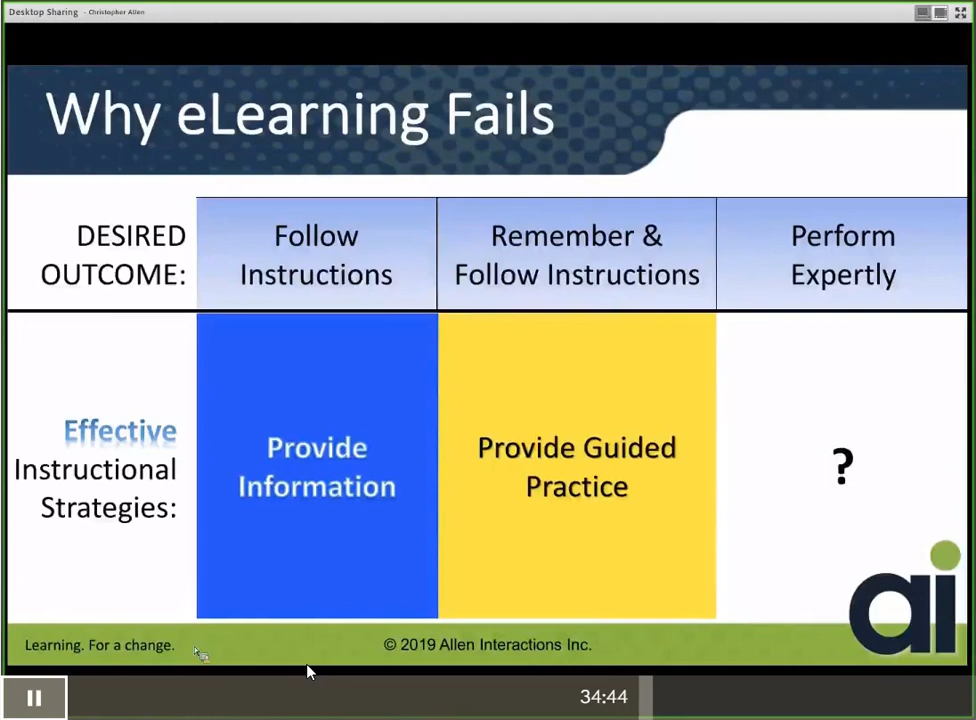 Desktop Sharing - Christopher Allen
Why eLearning Fails
DESIRED
OUTCOME:
Follow
Instructions
Remember &
Follow Instructions
Perform
Expertly
Effective
Instructional
Strategies:
Provide
Information
Provide Guided
Practice
?
ai
Learning. For a change.
© 2019 Allen Interactions Inc.
34:44